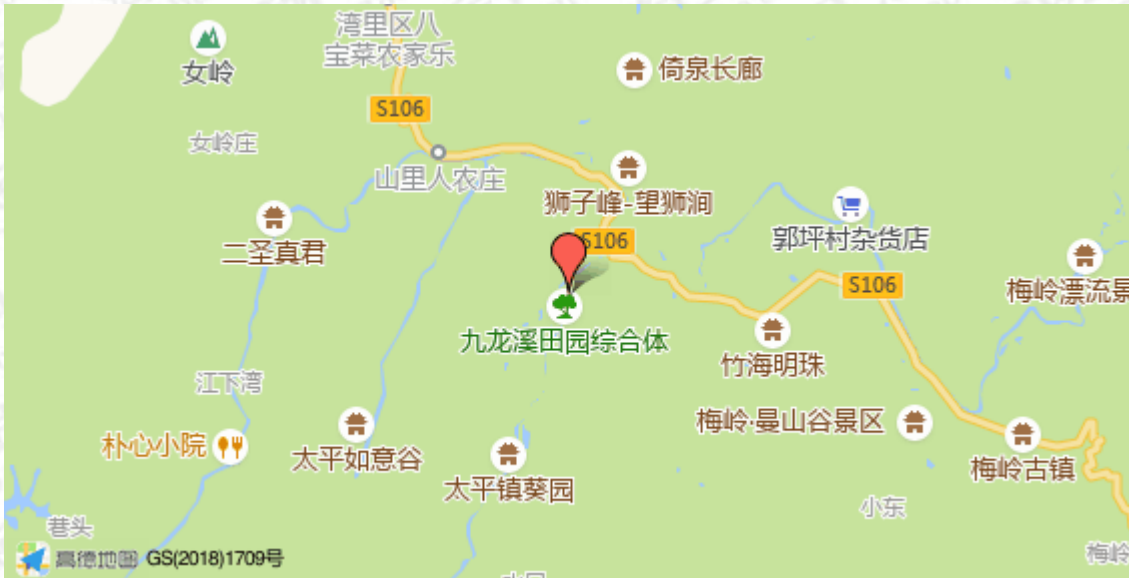 湾里区八
宝菜农家乐
女岭
倚泉长廊
S106
女岭庄
山里人农庄
狮子峰-望狮涧
二圣真君
S106
郭坪村杂货店
S106
梅岭漂流景
九龙溪田园综合体
竹海明珠
江下湾
朴心小院
太平如意谷
梅岭·曼山谷景区
梅岭古镇
太平镇葵园
小东
巷头
高德地图 GS(2018)1709号
梅岭